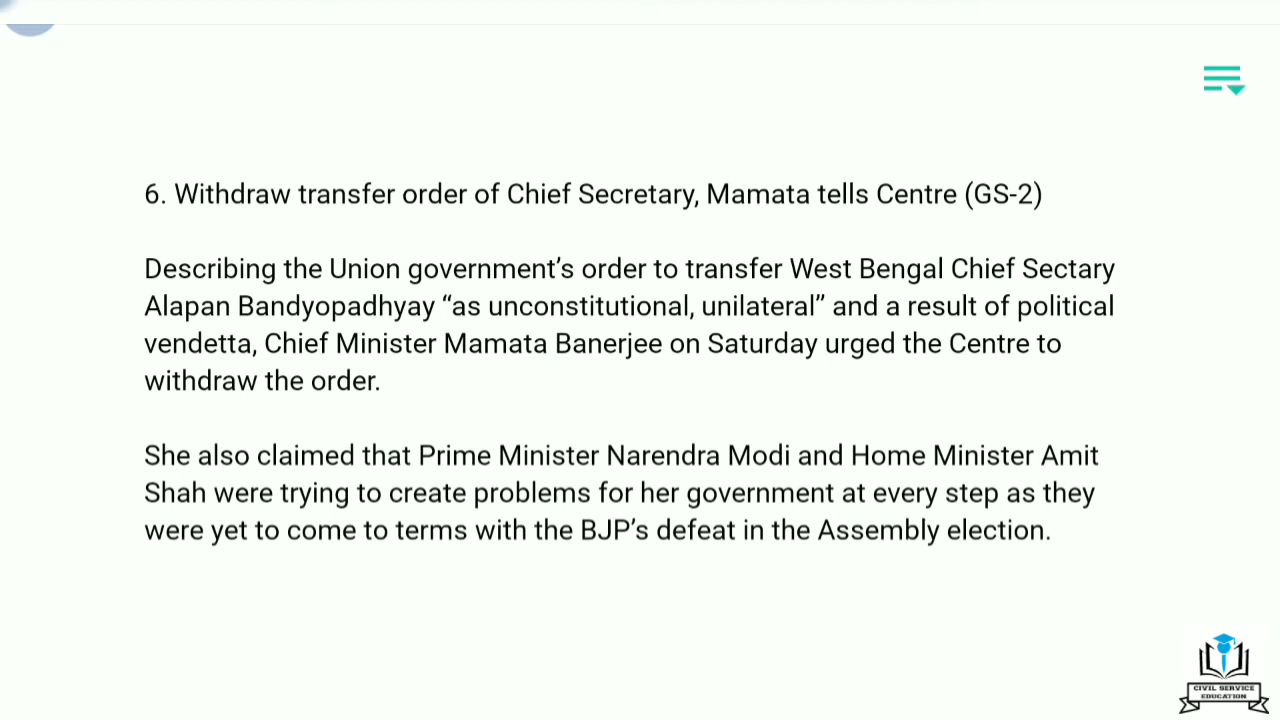 6. Withdraw transfer order of Chief Secretary, Mamata tells Centre (GS-2)
Describing the Union government’s order to transfer West Bengal Chief Sectary
Alapan Bandyopadhyay “as unconstitutional, unilateral” and a result of political
vendetta, Chief Minister Mamata Banerjee on Saturday urged the Centre to
withdraw the order.
She also claimed that Prime Minister Narendra Modi and Home Minister Amit
Shah were trying to create problems for her government at every step as they
were yet to come to terms with the BJP’s defeat in the Assembly election.
CIVIL SERVICE
EDUCATION